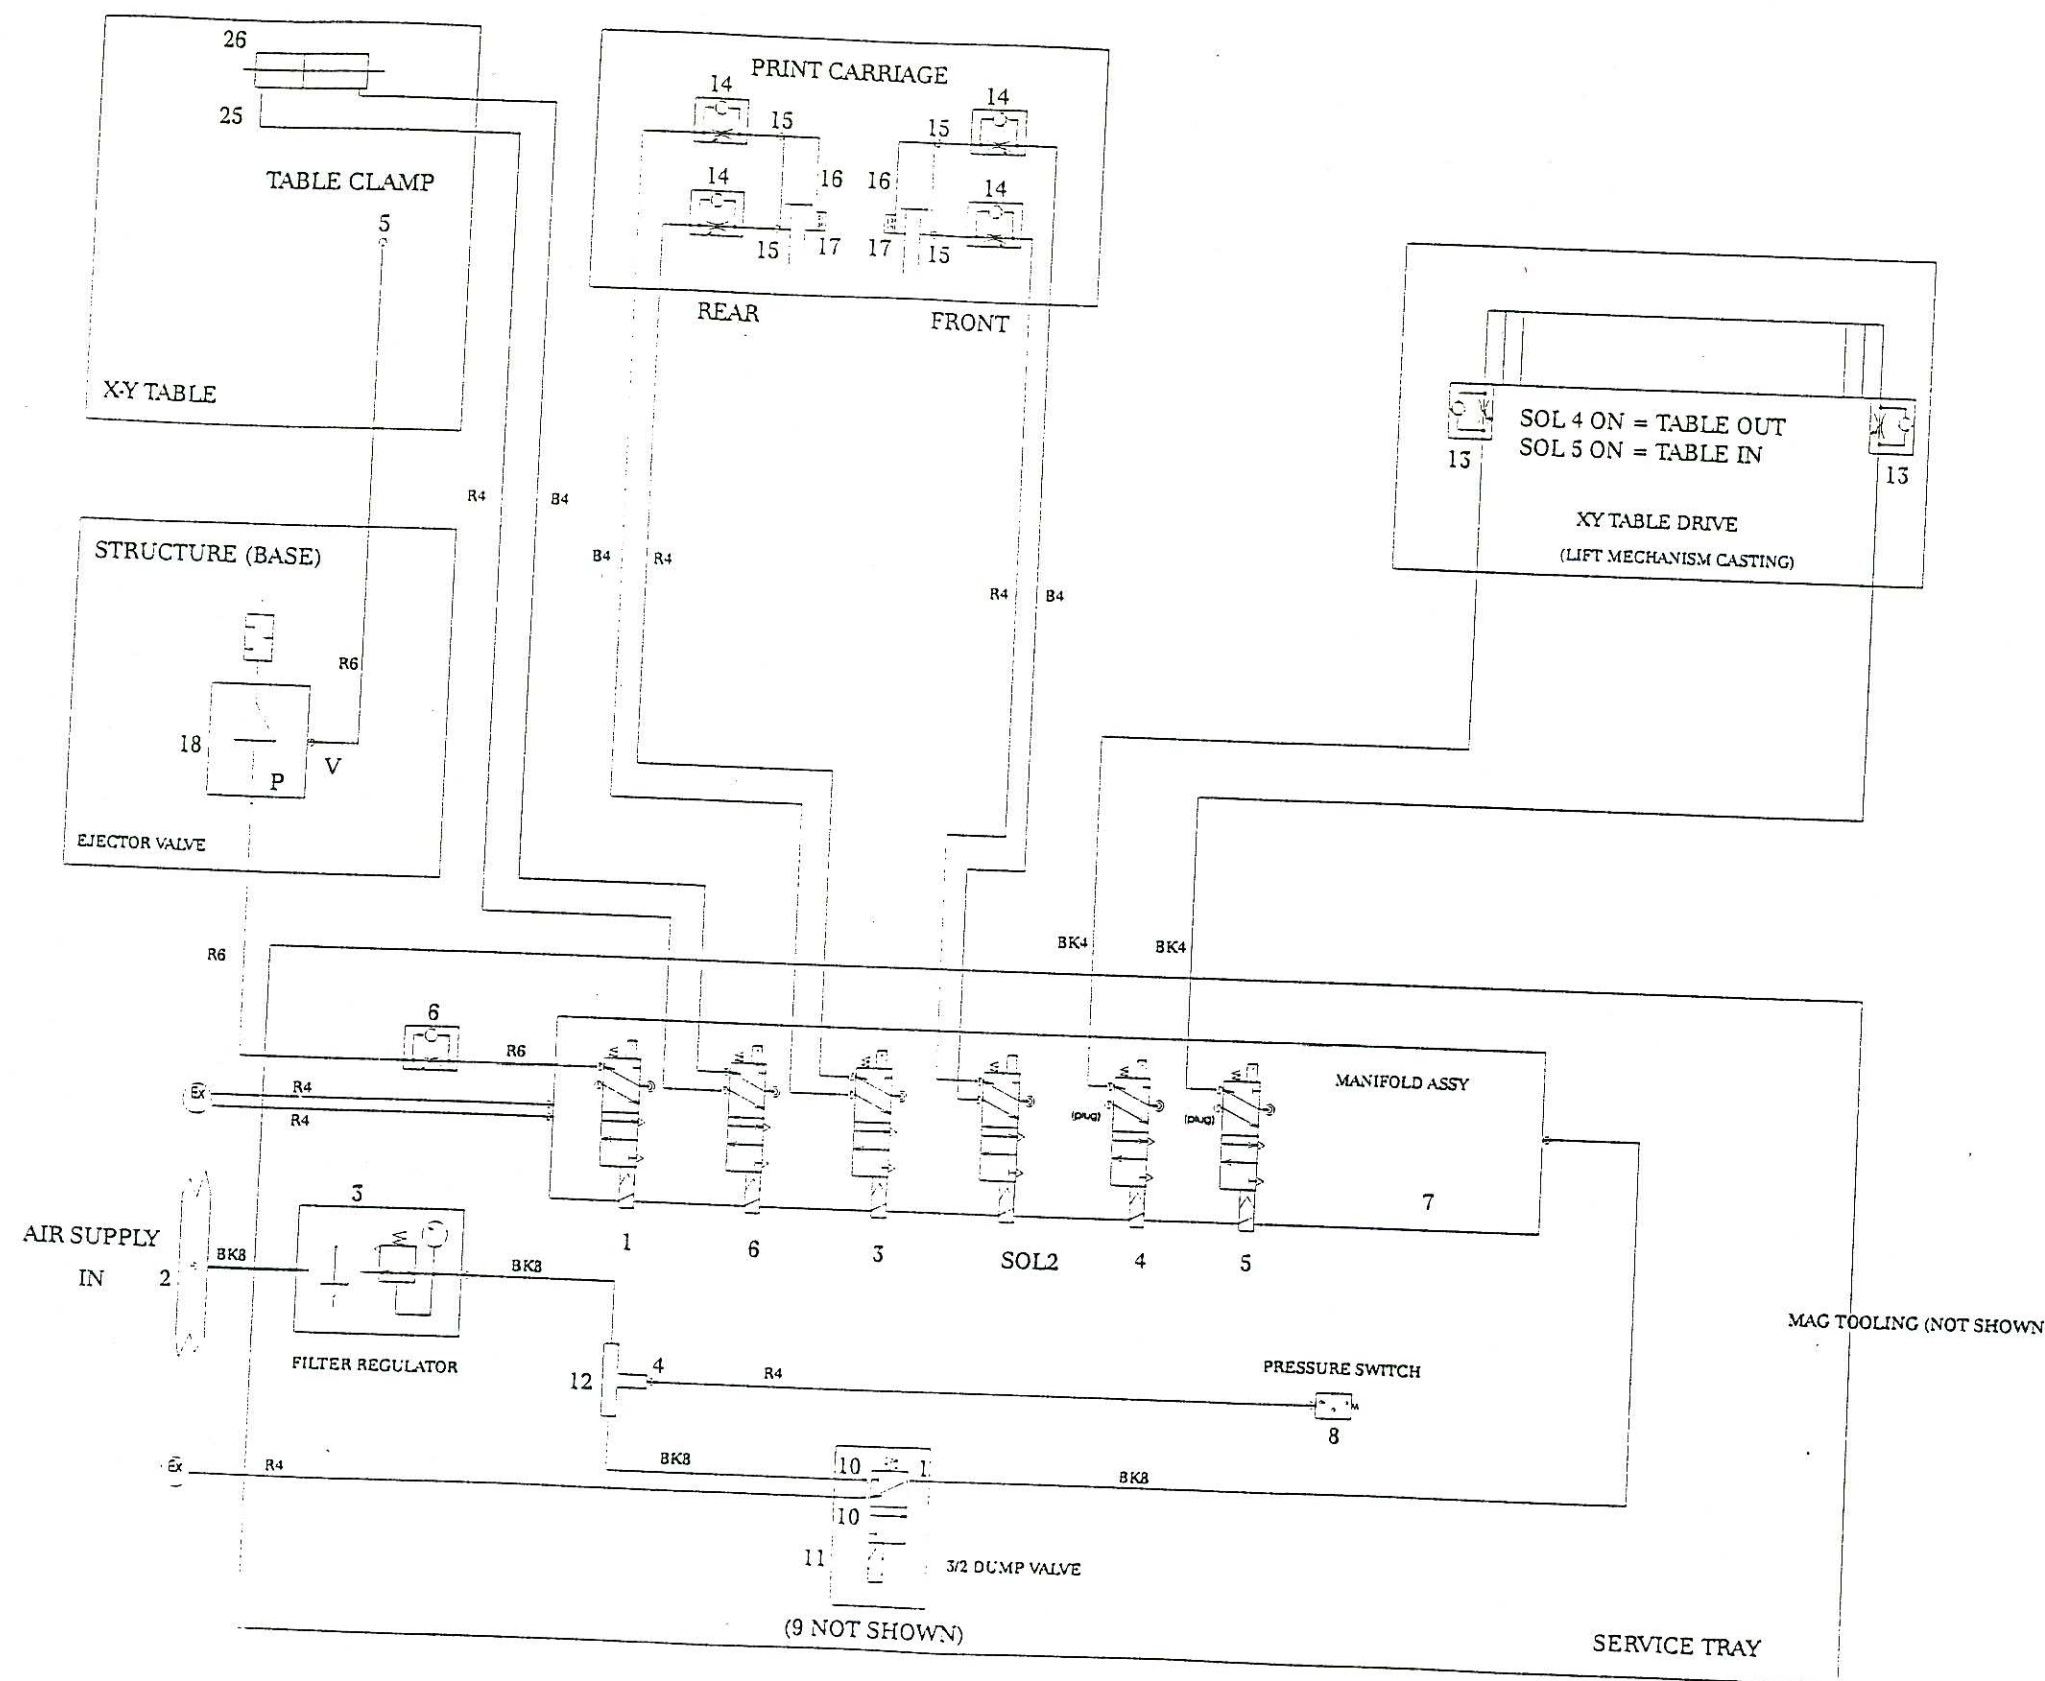 26
25
TABLE CLAMP
5
X-Y TABLE
PRINT CARRIAGE
14
14
15
15
14
14
16
16
15
17
17
15
REAR
FRONT
SOL 4 ON = TABLE OUT
SOL 5 ON = TABLE IN
13
13
XY TABLE DRIVE
(LIFT MECHANISM CASTING)
R4
B4
B4
R4
R4
B4
STRUCTURE (BASE)
R6
18
V
P
EJECTOR VALVE
R6
BK4
BK4
6
R6
Ex
R4
R4
(plug)
(plug)
MANIFOLD ASSY
7
1
6
3
SOL2
4
5
AIR SUPPLY
IN
2
BK8
3
BK8
FILTER REGULATOR
12
4
R4
PRESSURE SWITCH
8
MAG TOOLING (NOT SHOWN
Ex
R4
BK8
10
1
BK8
10
11
3/2 DUMP VALVE
(9 NOT SHOWN)
SERVICE TRAY